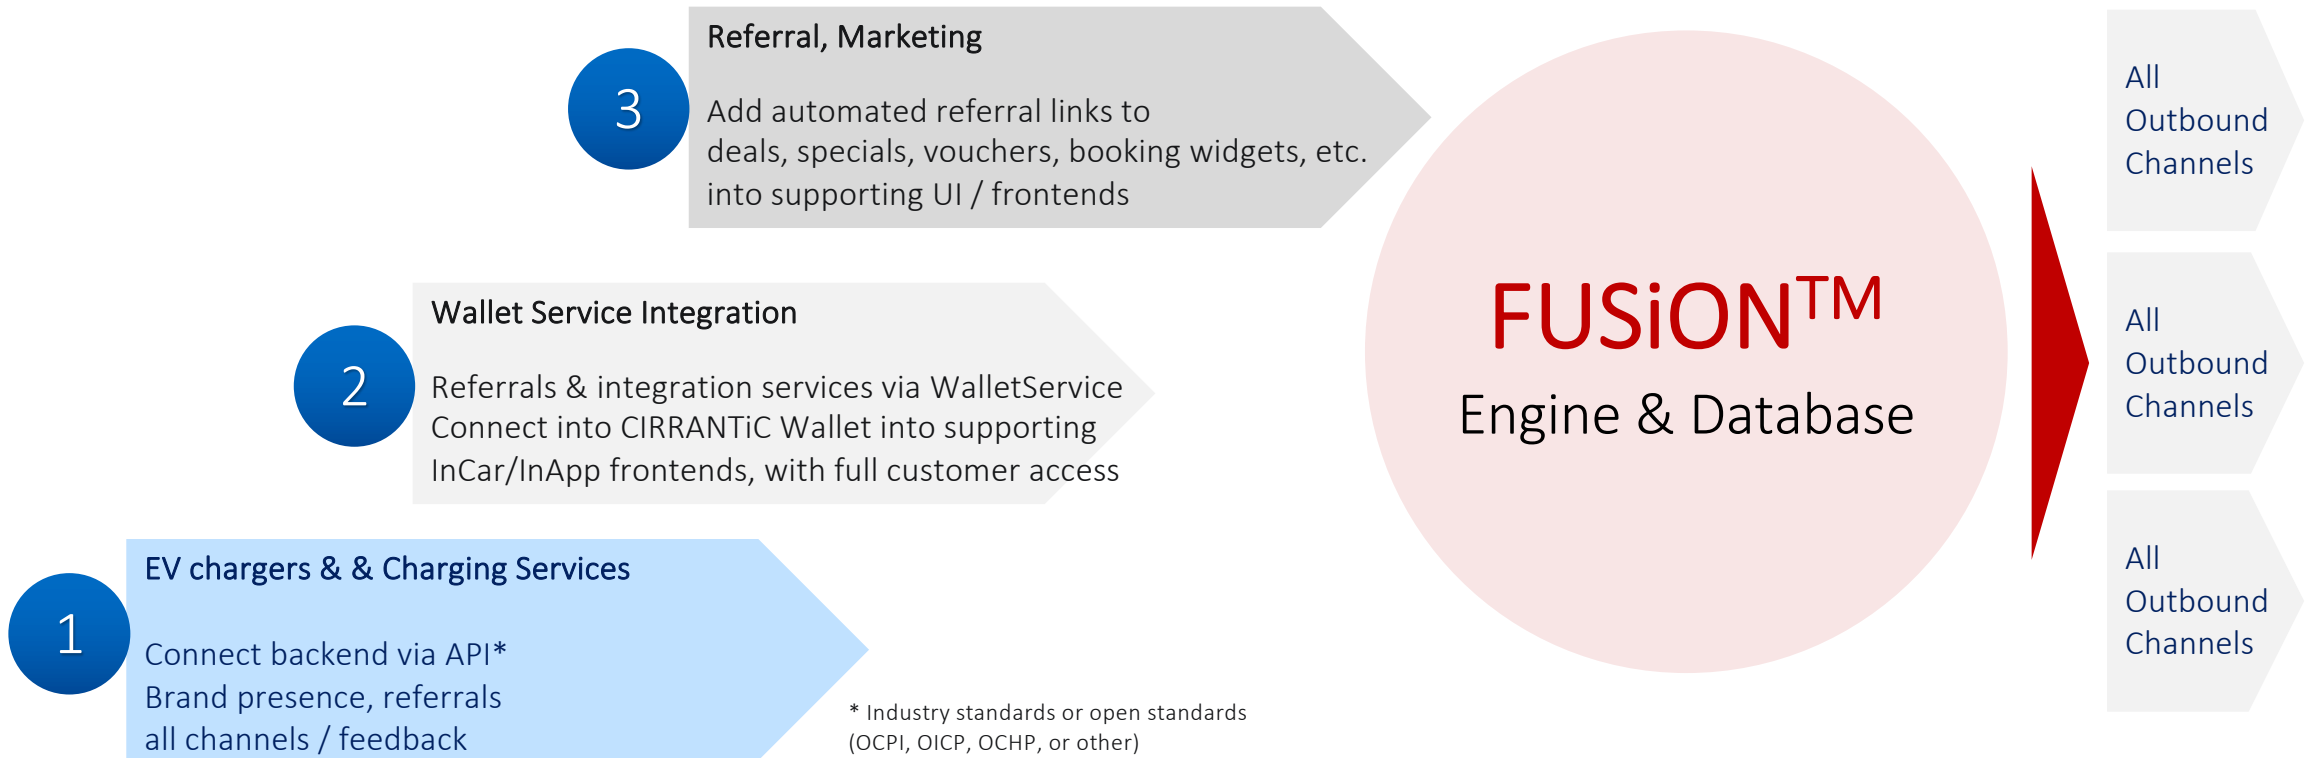 3
Referral, Marketing
Add automated referral links to
deals, specials, vouchers, booking widgets, etc.
into supporting UI / frontends
2
Wallet Service Integration
Referrals & integration services via WalletService
Connect into CIRRANTiC Wallet into supporting
InCar/InApp frontends, with full customer access
1
EV chargers & & Charging Services
Connect backend via API*
Brand presence, referrals
all channels / feedback
* Industry standards or open standards
(OCPI, OICP, OCHP, or other)
FUSiON™
Engine & Database
All
Outbound
Channels
All
Outbound
Channels
All
Outbound
Channels